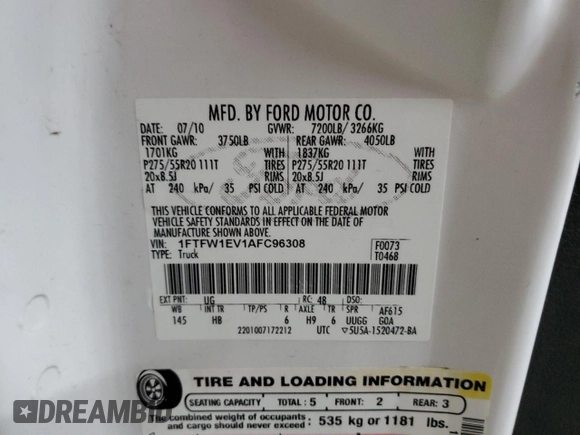 MFD. BY FORD MOTOR CO.
DATE: 07/10 GVWR: 7200LB/ 3266KG
FRONT GAWR: 3750LB REAR GAWR: 4050LB
1701KG WITH 1837KG WITH
P275/55R20 111T TIRES P275/55R20 111T TIRES
20x8.5J RIMS 20x8.5J RIMS
AT 240 kPa/ 35 PSI COLD AT 240 kPa/ 35 PSI COLD
THIS VEHICLE CONFORMS TO ALL APPLICABLE FEDERAL MOTOR
VEHICLE SAFETY STANDARDS IN EFFECT ON THE DATE OF
MANUFACTURE SHOWN ABOVE.
VIN: 1FTFW1EV1AFC96308 F0073
TYPE: Truck T0468
EXT PNT: UG RC: 48 DSO:
WB INT TR TP/PS R AXLE TR SPR AF615
145 HB 6 H9 6 UUGG GOA
2201007172212 UTC 5U5A-1520472-BA
TIRE AND LOADING INFORMATION
SEATING CAPACITY TOTAL: 5 FRONT: 2 REAR: 3
The combined weight of occupants
and cargo should never exceed 535 kg or 1181 lbs.
DREAMBID